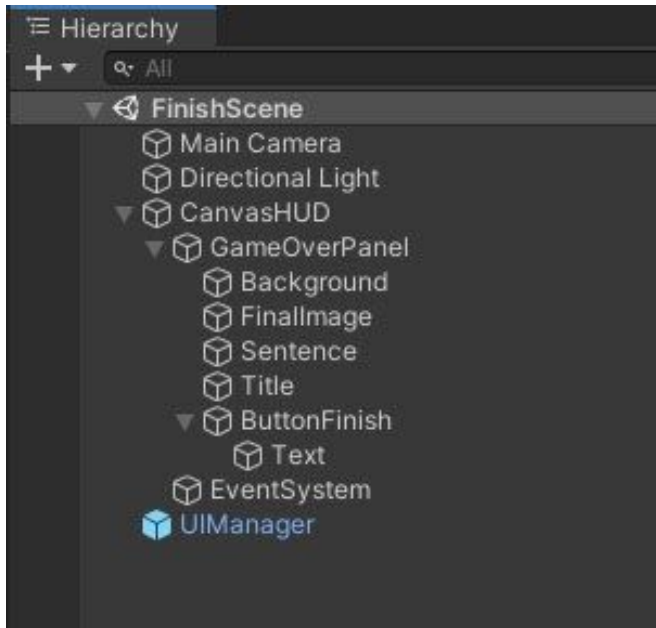 Hierarchy
All
FinishScene
Main Camera
Directional Light
CanvasHUD
GameOverPanel
Background
FinalImage
Sentence
Title
ButtonFinish
Text
EventSystem
UIManager